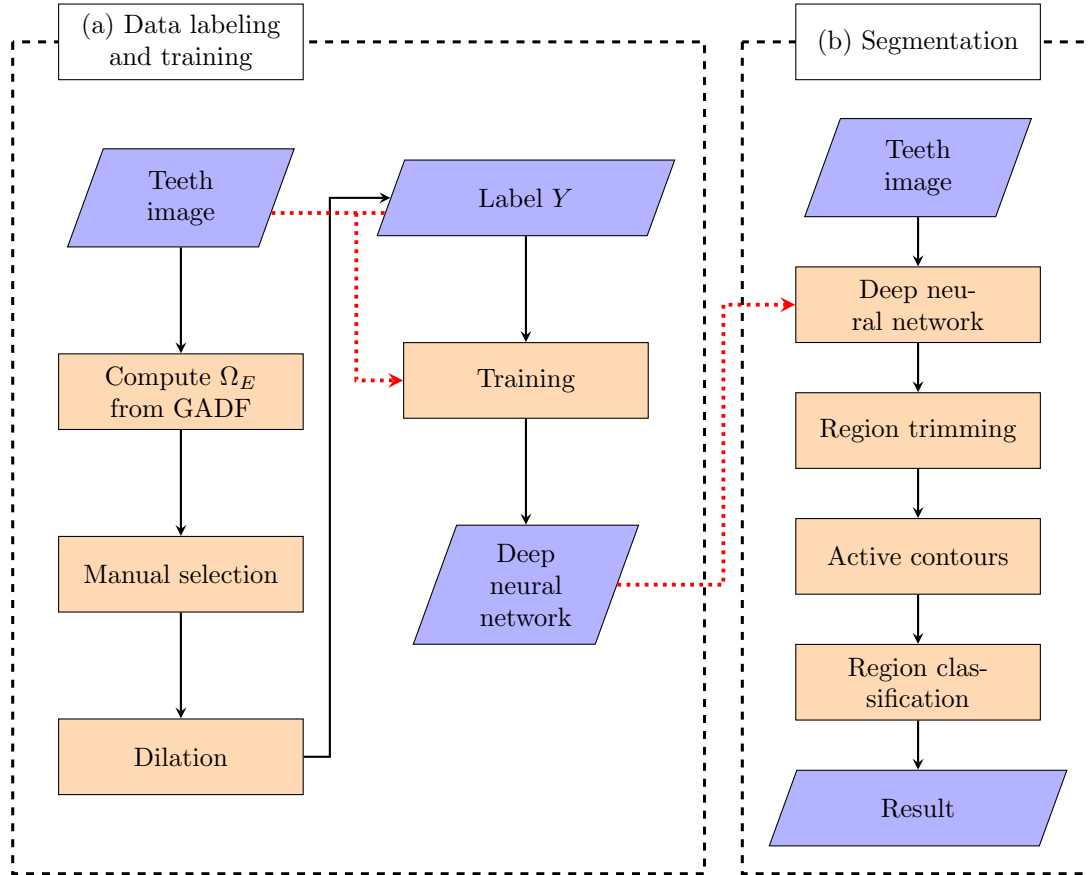 (a) Data labeling
and training
Teeth
image
Compute Ω_E
from GADF
Manual selection
Dilation
Label Y
Training
Deep
neural
network
(b) Segmentation
Teeth
image
Deep neu-
ral network
Region trimming
Active contours
Region clas-
sification
Result